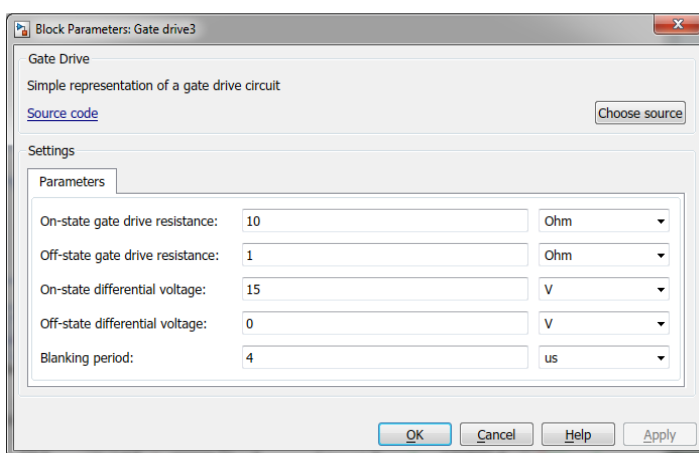 Block Parameters: Gate drive3
Gate Drive
Simple representation of a gate drive circuit
Source code
Choose source
Settings
Parameters
On-state gate drive resistance: 10 Ohm
Off-state gate drive resistance: 1 Ohm
On-state differential voltage: 15 V
Off-state differential voltage: 0 V
Blanking period: 4 us
OK Cancel Help Apply